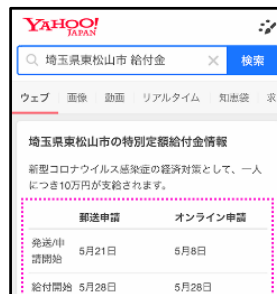 YAHOO!
JAPAN
埼玉県東松山市 給付金 × 検索
ウェブ 画像 動画 リアルタイム 知恵袋 求
埼玉県東松山市の特別定額給付金情報
新型コロナウイルス感染症の経済対策として、一人
につき10万円が支給されます。
郵送申請 オンライン申請
発送/申
請開始 5月21日 5月8日
給付開始 5月28日 5月28日